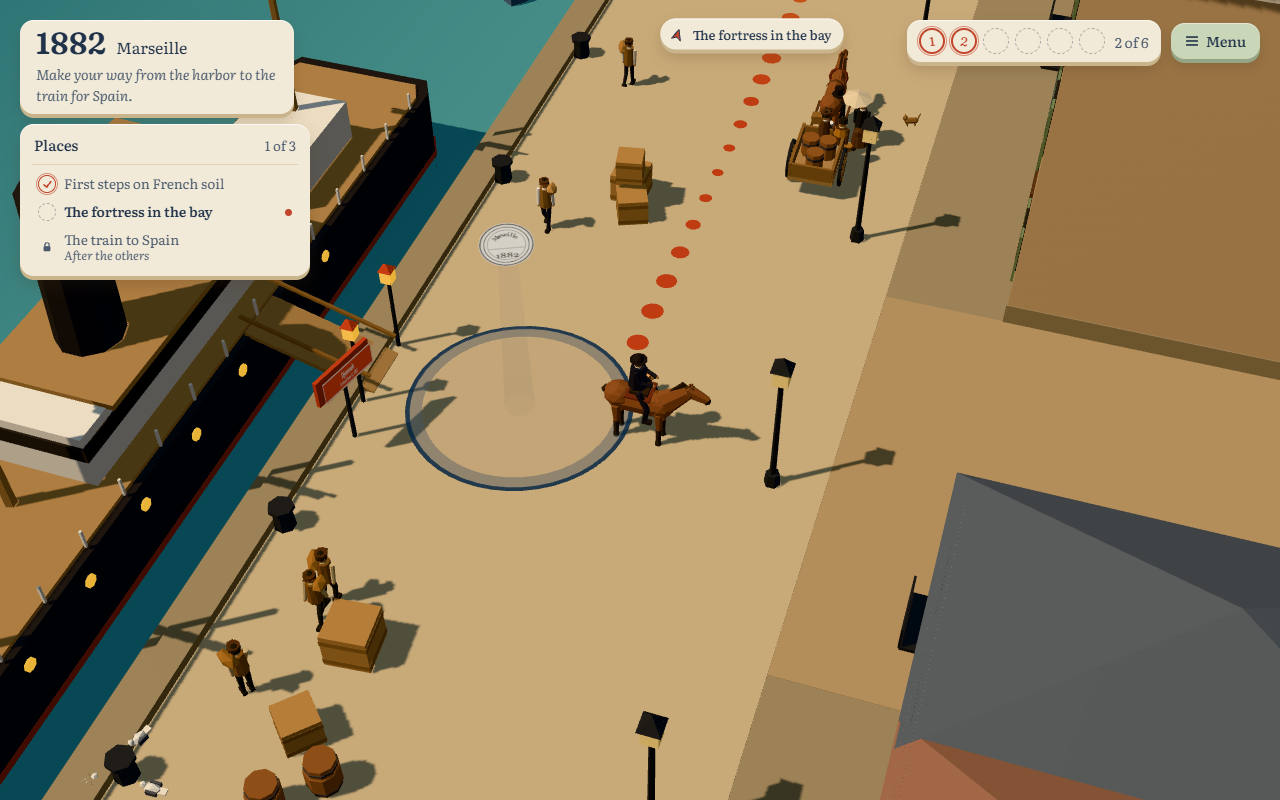 1882 Marseille
Make your way from the harbor to the
train for Spain.
Places 1 of 3
First steps on French soil
The fortress in the bay
The train to Spain
After the others
The fortress in the bay
1 2 2 of 6
Menu
Marseille
1882